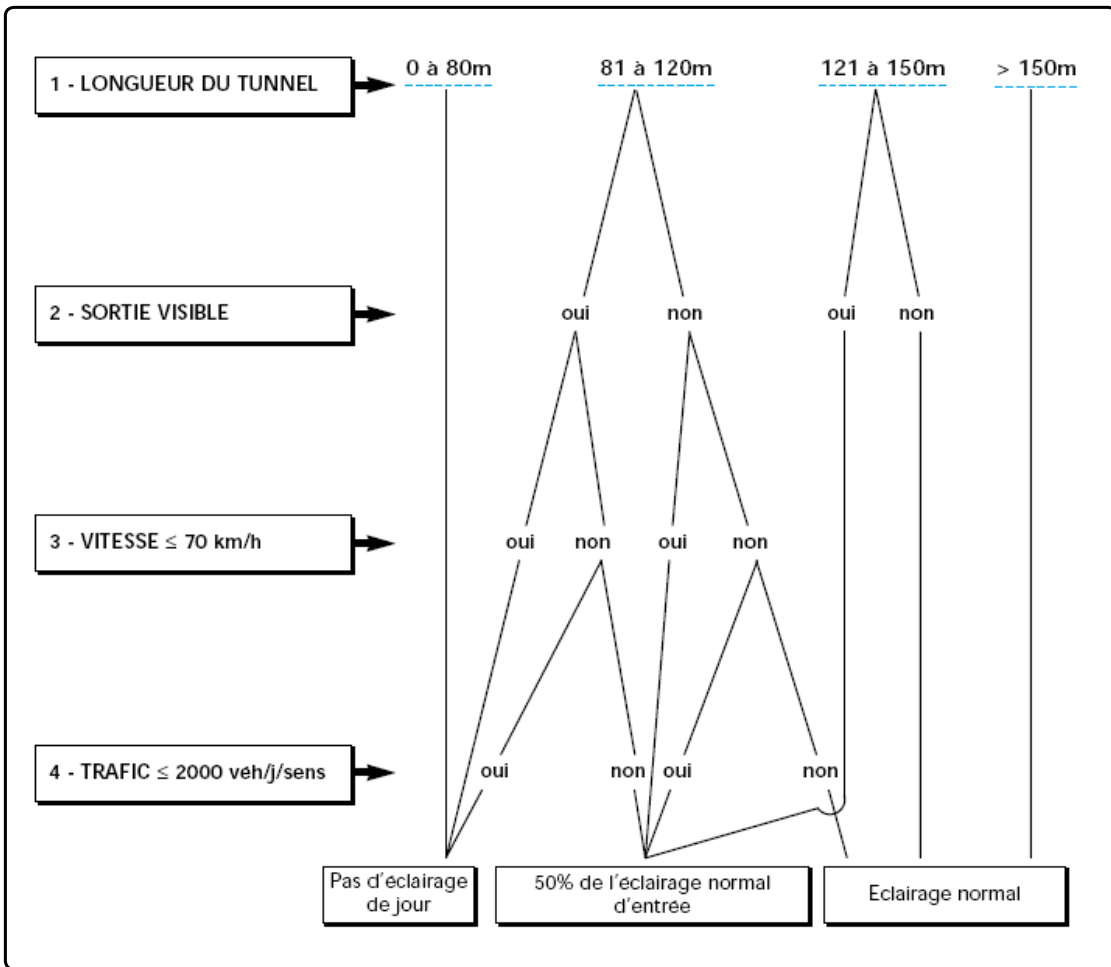 1 - LONGUEUR DU TUNNEL
0 à 80m
81 à 120m
121 à 150m
> 150m
2 - SORTIE VISIBLE
oui
non
oui
non
3 - VITESSE ≤ 70 km/h
oui
non
oui
non
4 - TRAFIC ≤ 2000 véh/j/sens
oui
non
oui
non
Pas d'éclairage
de jour
50% de l'éclairage normal
d'entrée
Eclairage normal